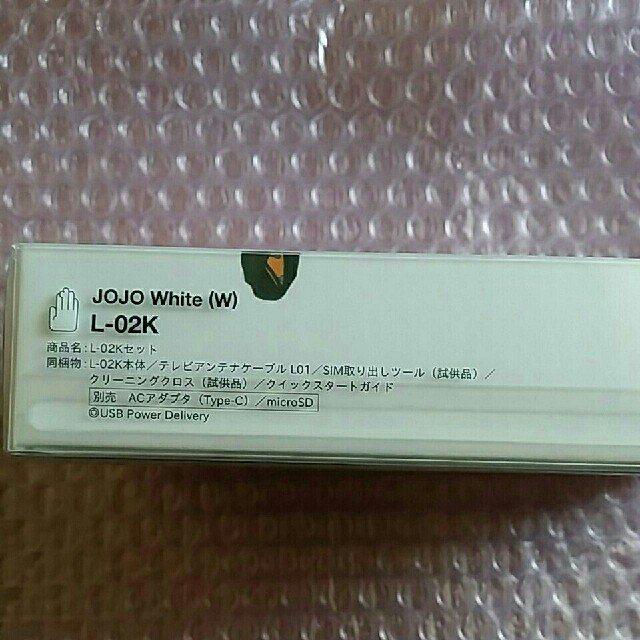 JOJO White (W)
L-02K
商品名:L-02Kセット
同梱物:L-02K本体／テレビアンテナケーブル L01／SIM取り出しツール（試供品）／
クリーニングクロス（試供品）／クイックスタートガイド
別売 ACアダプタ（Type-C）／microSD
◎USB Power Delivery